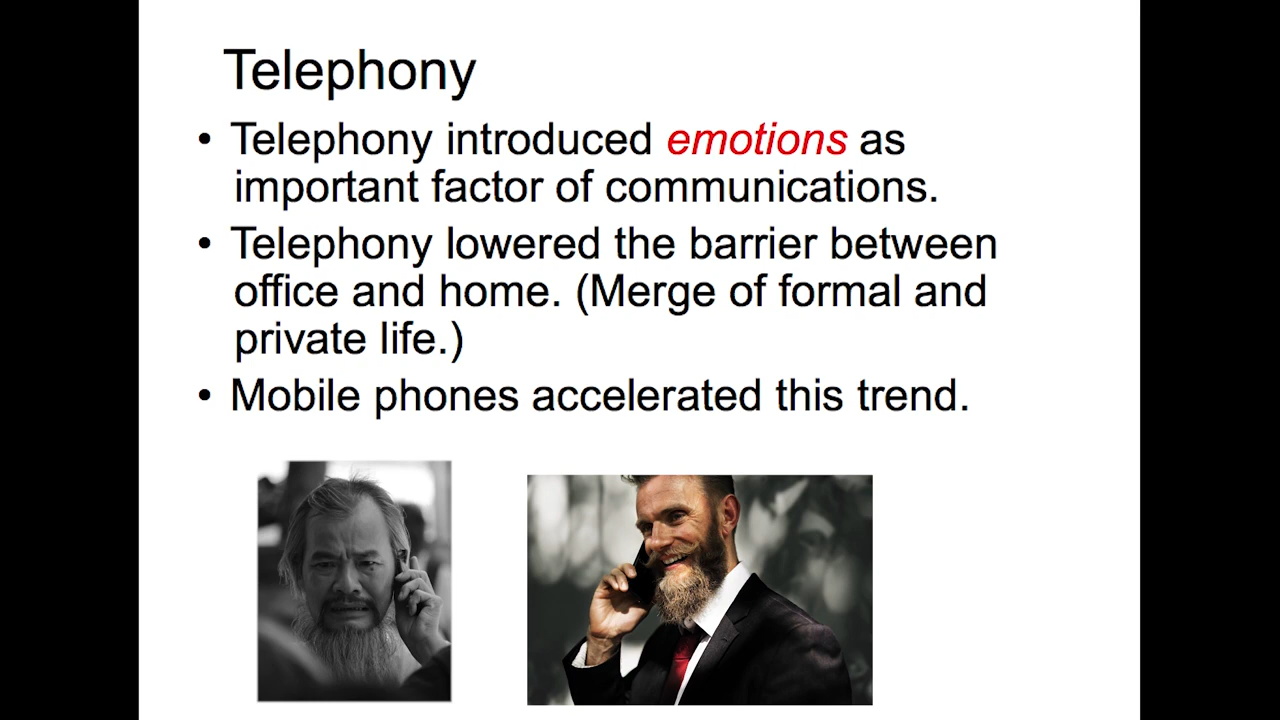 Telephony
• Telephony introduced emotions as
important factor of communications.
• Telephony lowered the barrier between
office and home. (Merge of formal and
private life.)
• Mobile phones accelerated this trend.